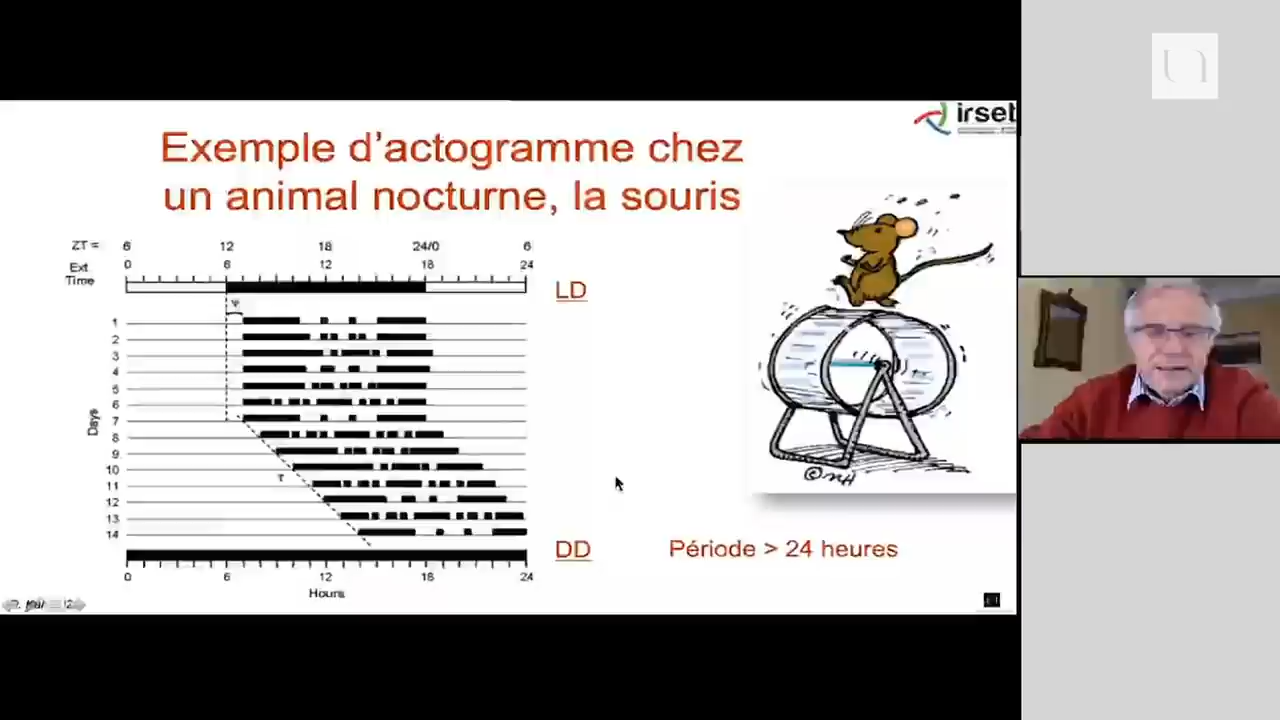 irset
Exemple d'actogramme chez
un animal nocturne, la souris
ZT = 6 12 18 24/0 6
Ext Time 0 6 12 18 24
LD
Ψ
1
2
3
4
5
6
7
8
9
10
11
12
13
14
Days
τ
DD
Période > 24 heures
0 6 12 18 24
Hours
©MH